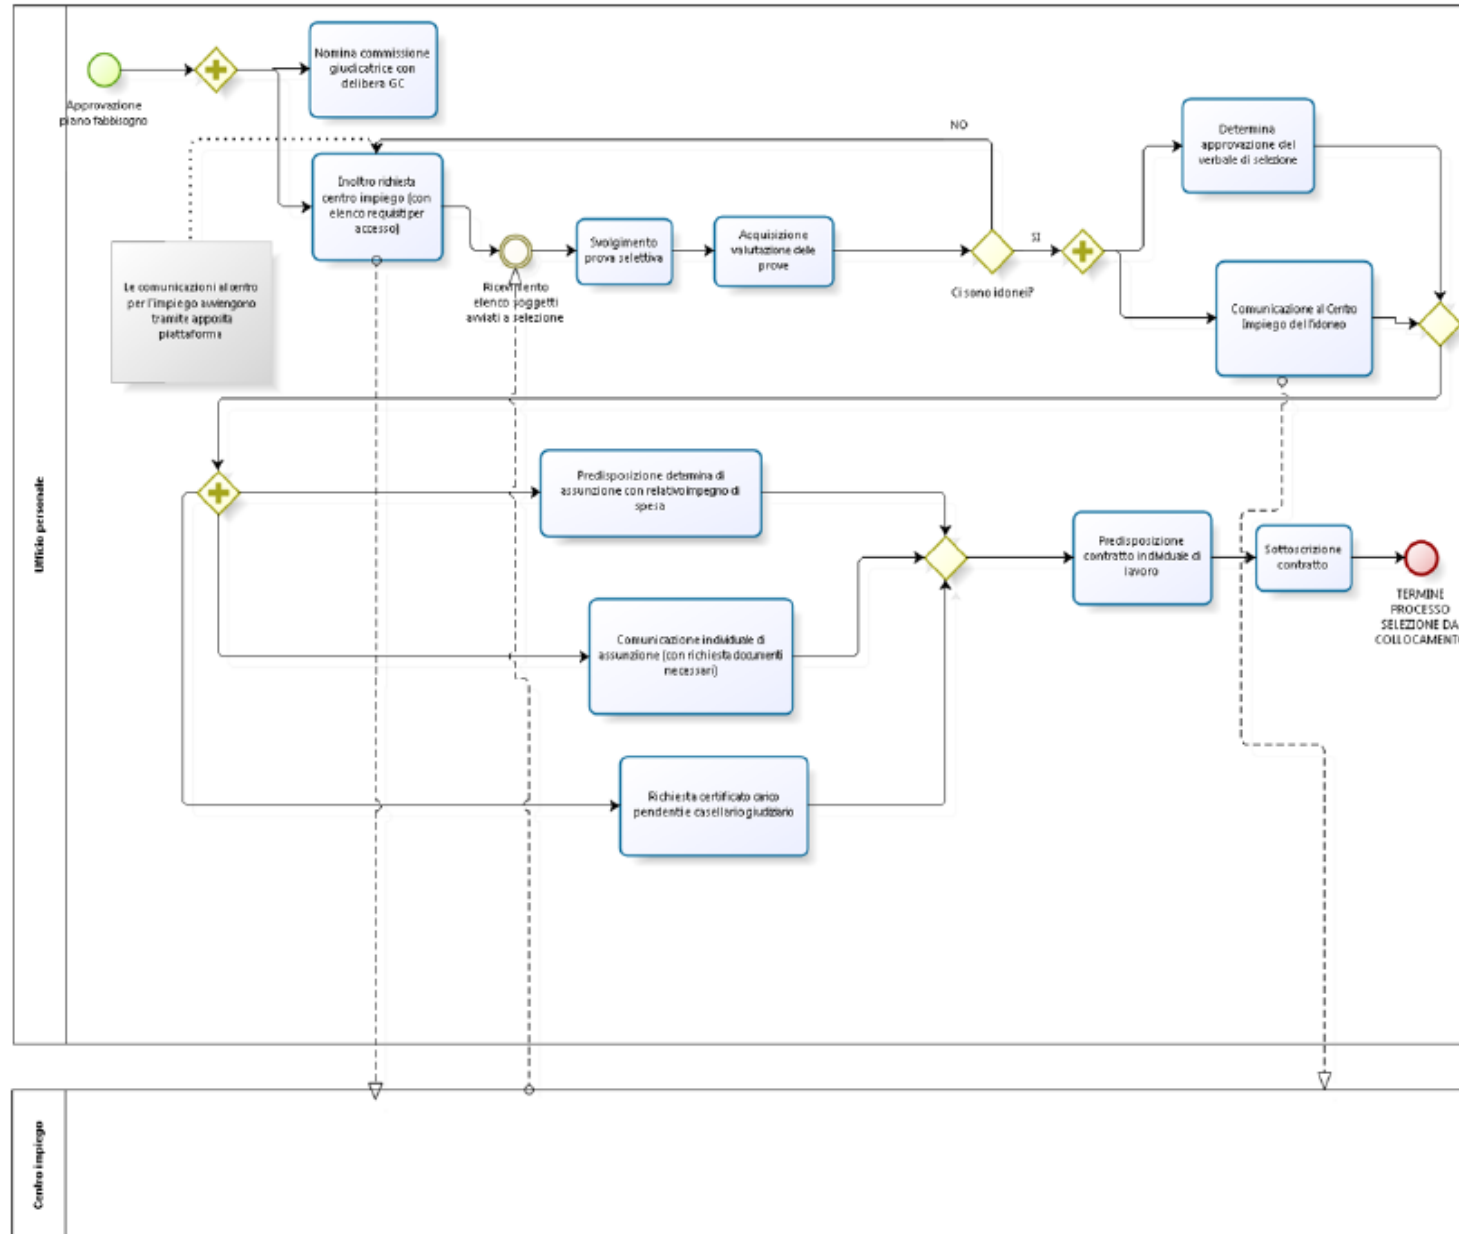 Nomina commissione
giudicatrice con
delibera GC
Approvazione
piano fabbisogno
NO
Determina
approvazione del
verbale di selezione
Inoltro richiesta
centro impiego (con
elenco requisiti per
accesso)
Svolgimento
prova selettiva
Acquisizione
valutazione delle
prove
SI
Ci sono idonei?
Le comunicazioni al centro
per l'impiego avvengono
tramite apposita
piattaforma
Ricevimento
elenco soggetti
avviati a selezione
Comunicazione al Centro
Impiego dell'idoneo
Ufficio personale
Predisposizione determina di
assunzione con relativo impegno di
spesa
Predisposizione
contratto individuale di
lavoro
Sottoscrizione
contratto
TERMINE
PROCESSO
SELEZIONE DA
COLLOCAMENTO
Comunicazione individuale di
assunzione (con richiesta documenti
necessari)
Richiesta certificato carico
pendenti e casellario giudiziario
Centro impiego